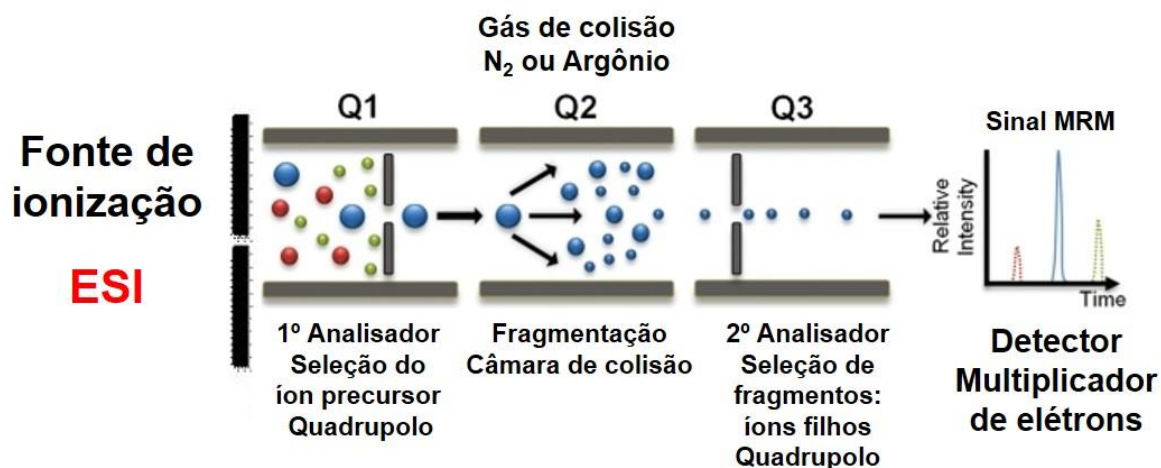 Gás de colisão
N₂ ou Argônio
Q1
Q2
Q3
Fonte de
ionização
ESI
Sinal MRM
Relative
Intensity
Time
1º Analisador
Seleção do
íon precursor
Quadrupolo
Fragmentação
Câmara de colisão
2º Analisador
Seleção de
fragmentos:
íons filhos
Quadrupolo
Detector
Multiplicador
de elétrons